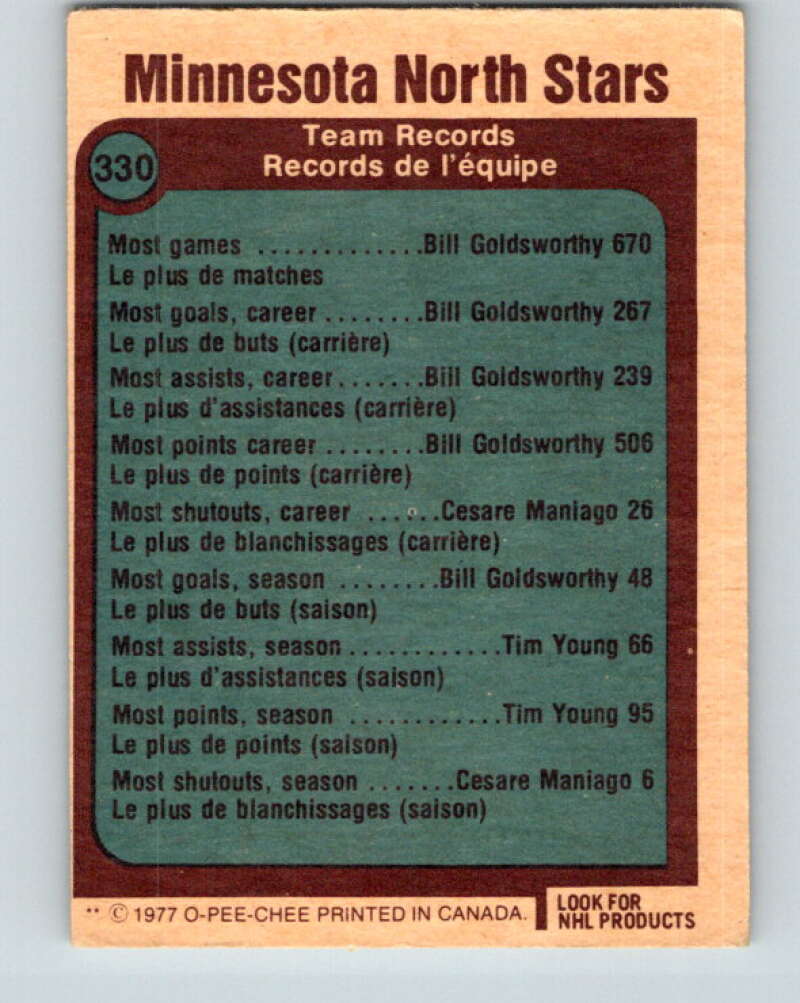 Minnesota North Stars
Team Records
330
Records de l'équipe
Most games .............Bill Goldsworthy 670
Le plus de matches
Most goals, career ........Bill Goldsworthy 267
Le plus de buts (carrière)
Most assists, career.......Bill Goldsworthy 239
Le plus d'assistances (carrière)
Most points career ........Bill Goldsworthy 506
Le plus de points (carrière)
Most shutouts, career ......Cesare Maniago 26
Le plus de blanchissages (carrière)
Most goals, season ........Bill Goldsworthy 48
Le plus de buts (saison)
Most assists, season............Tim Young 66
Le plus d'assistances (saison)
Most points, season ............Tim Young 95
Le plus de points (saison)
Most shutouts, season .......Cesare Maniago 6
Le plus de blanchissages (saison)
** © 1977 O-PEE-CHEE PRINTED IN CANADA.
LOOK FOR
NHL PRODUCTS